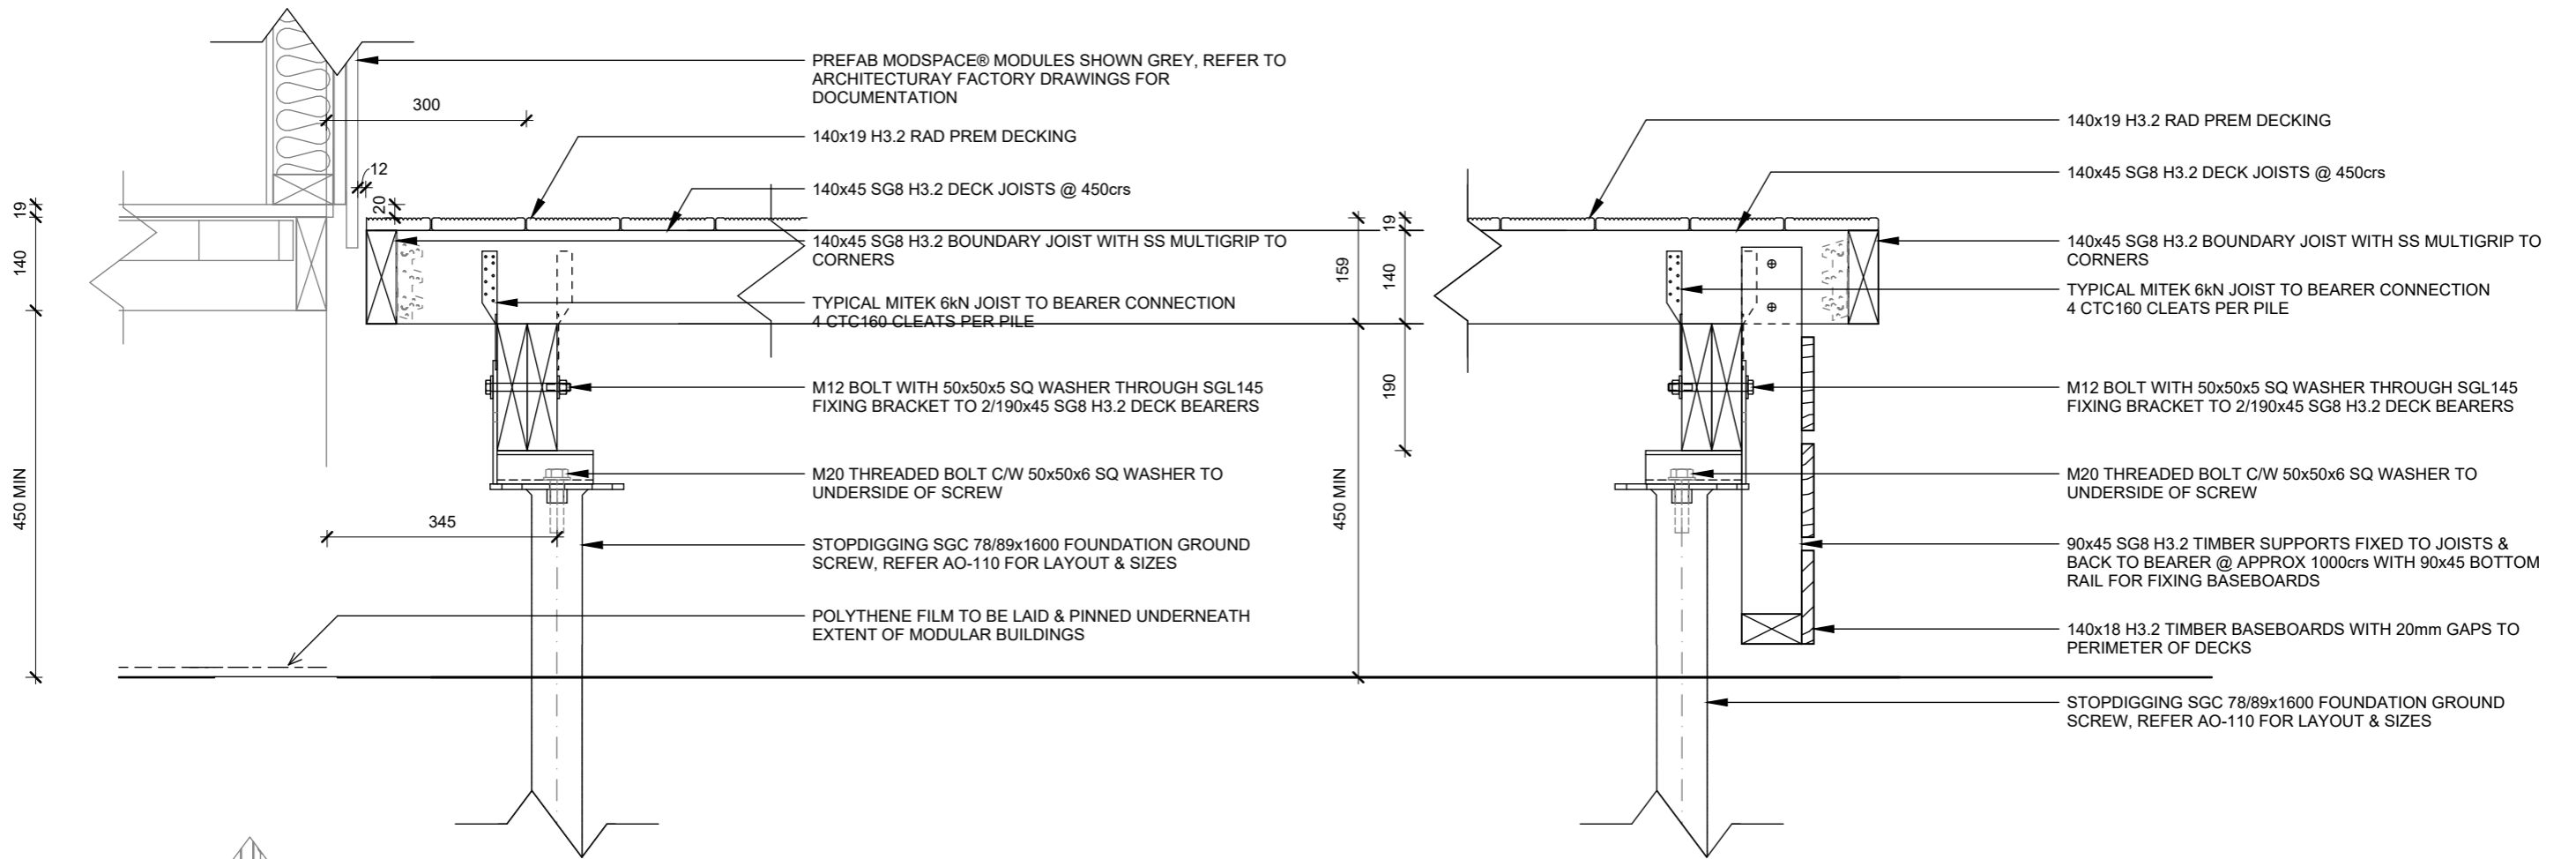 PREFAB MODSPACE® MODULES SHOWN GREY, REFER TO
ARCHITECTURAY FACTORY DRAWINGS FOR
DOCUMENTATION
300
140x19 H3.2 RAD PREM DECKING
12
140x45 SG8 H3.2 DECK JOISTS @ 450crs
20
19
140x45 SG8 H3.2 BOUNDARY JOIST WITH SS MULTIGRIP TO
CORNERS
140
TYPICAL MITEK 6kN JOIST TO BEARER CONNECTION
4 CTC160 CLEATS PER PILE
M12 BOLT WITH 50x50x5 SQ WASHER THROUGH SGL145
FIXING BRACKET TO 2/190x45 SG8 H3.2 DECK BEARERS
M20 THREADED BOLT C/W 50x50x6 SQ WASHER TO
UNDERSIDE OF SCREW
450 MIN
345
STOPDIGGING SGC 78/89x1600 FOUNDATION GROUND
SCREW, REFER AO-110 FOR LAYOUT & SIZES
POLYTHENE FILM TO BE LAID & PINNED UNDERNEATH
EXTENT OF MODULAR BUILDINGS
159
19
140
190
450 MIN
140x19 H3.2 RAD PREM DECKING
140x45 SG8 H3.2 DECK JOISTS @ 450crs
140x45 SG8 H3.2 BOUNDARY JOIST WITH SS MULTIGRIP TO
CORNERS
TYPICAL MITEK 6kN JOIST TO BEARER CONNECTION
4 CTC160 CLEATS PER PILE
M12 BOLT WITH 50x50x5 SQ WASHER THROUGH SGL145
FIXING BRACKET TO 2/190x45 SG8 H3.2 DECK BEARERS
M20 THREADED BOLT C/W 50x50x6 SQ WASHER TO
UNDERSIDE OF SCREW
90x45 SG8 H3.2 TIMBER SUPPORTS FIXED TO JOISTS &
BACK TO BEARER @ APPROX 1000crs WITH 90x45 BOTTOM
RAIL FOR FIXING BASEBOARDS
140x18 H3.2 TIMBER BASEBOARDS WITH 20mm GAPS TO
PERIMETER OF DECKS
STOPDIGGING SGC 78/89x1600 FOUNDATION GROUND
SCREW, REFER AO-110 FOR LAYOUT & SIZES